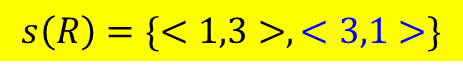 s(R) = {< 1,3 >, < 3,1 >}